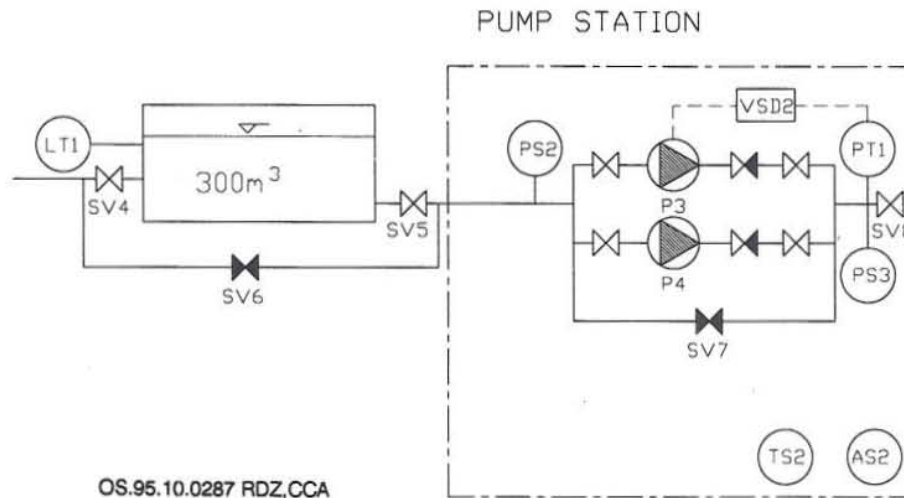 PUMP STATION
VSD2
LT1
PS2
PT1
300m³
SV4
P3
SV5
SV8
SV6
P4
PS3
SV7
TS2
AS2
OS.95.10.0287 RDZ,CCA